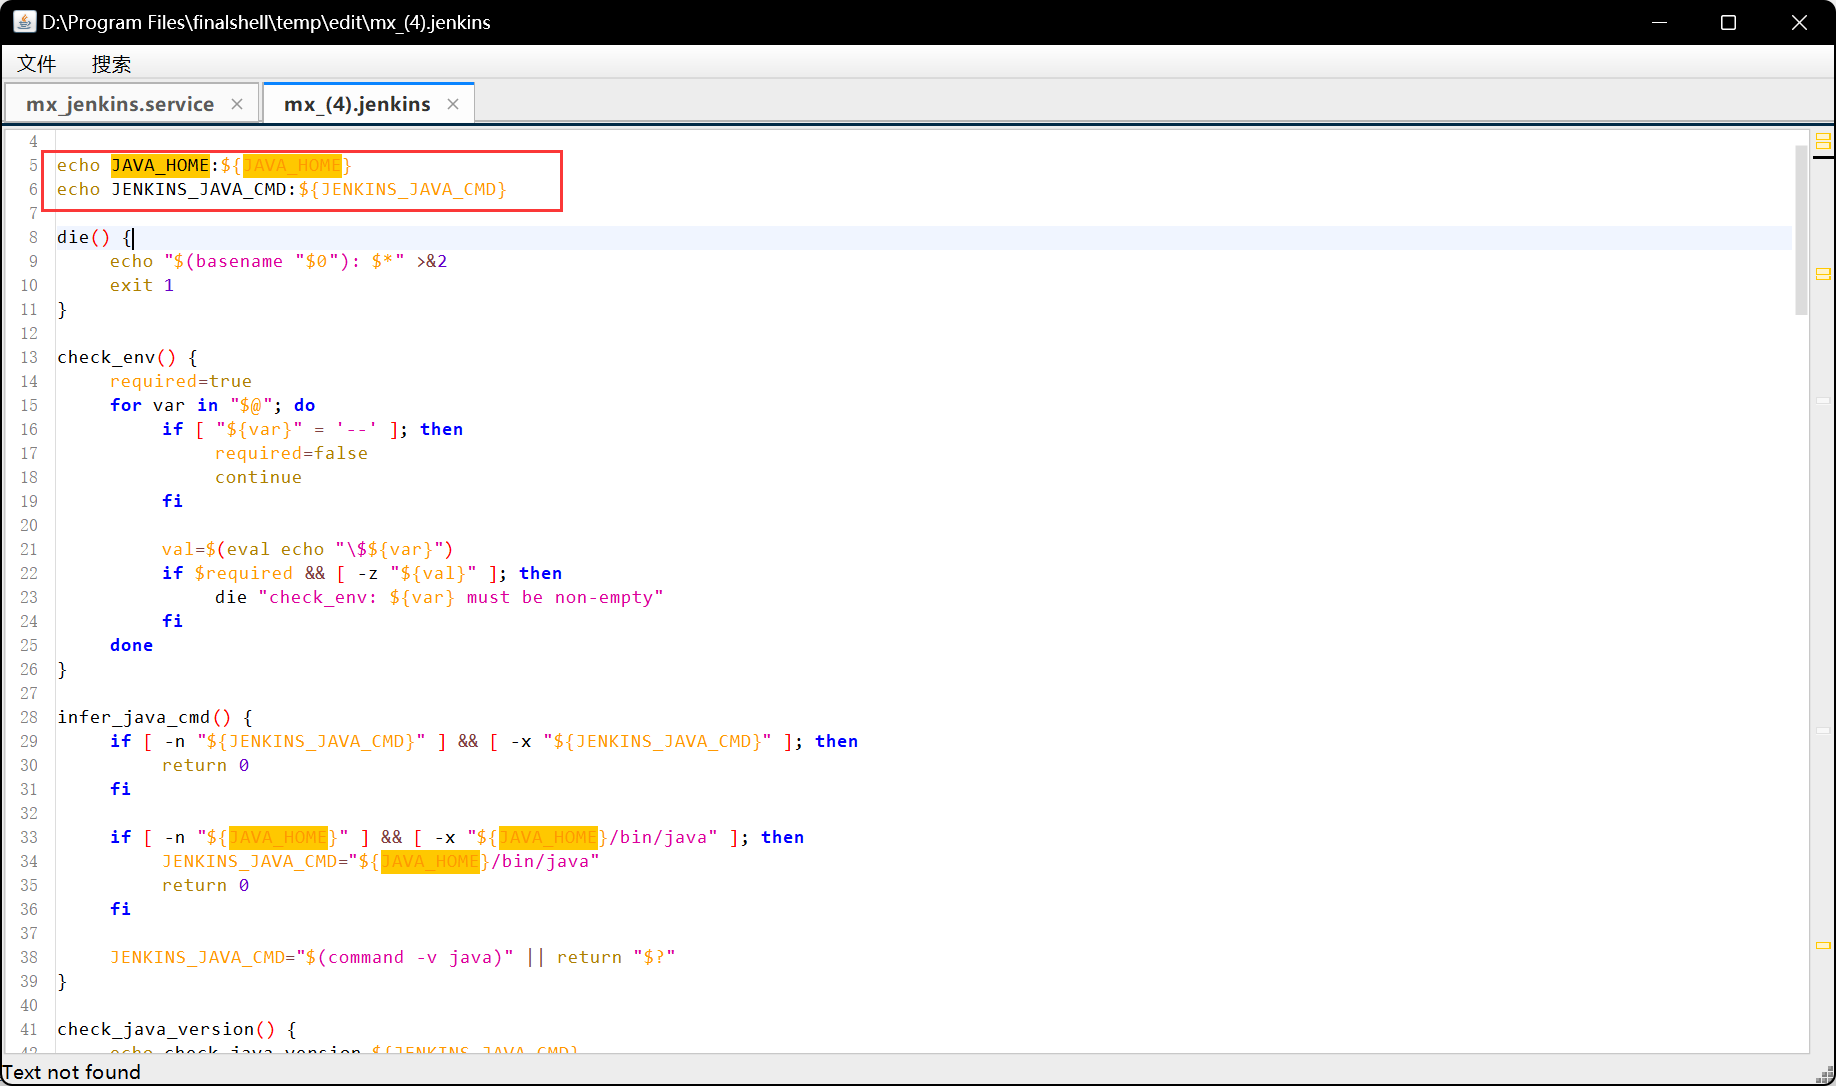 D:\Program Files\finalshell\temp\edit\mx_(4).jenkins
文件 搜索
mx_jenkins.service × mx_(4).jenkins ×
4
5 echo JAVA_HOME:${JAVA_HOME}
6 echo JENKINS_JAVA_CMD:${JENKINS_JAVA_CMD}
7
8 die() {
9 echo "$(basename "$0"): $*" >&2
10 exit 1
11 }
12
13 check_env() {
14 required=true
15 for var in "$@"; do
16 if [ "${var}" = '--' ]; then
17 required=false
18 continue
19 fi
20
21 val=$(eval echo "\$${var}")
22 if $required && [ -z "${val}" ]; then
23 die "check_env: ${var} must be non-empty"
24 fi
25 done
26 }
27
28 infer_java_cmd() {
29 if [ -n "${JENKINS_JAVA_CMD}" ] && [ -x "${JENKINS_JAVA_CMD}" ]; then
30 return 0
31 fi
32
33 if [ -n "${JAVA_HOME}" ] && [ -x "${JAVA_HOME}/bin/java" ]; then
34 JENKINS_JAVA_CMD="${JAVA_HOME}/bin/java"
35 return 0
36 fi
37
38 JENKINS_JAVA_CMD="$(command -v java)" || return "$?"
39 }
40
41 check_java_version() {
42 echo check_java_version ${JENKINS_JAVA_CMD}
Text not found